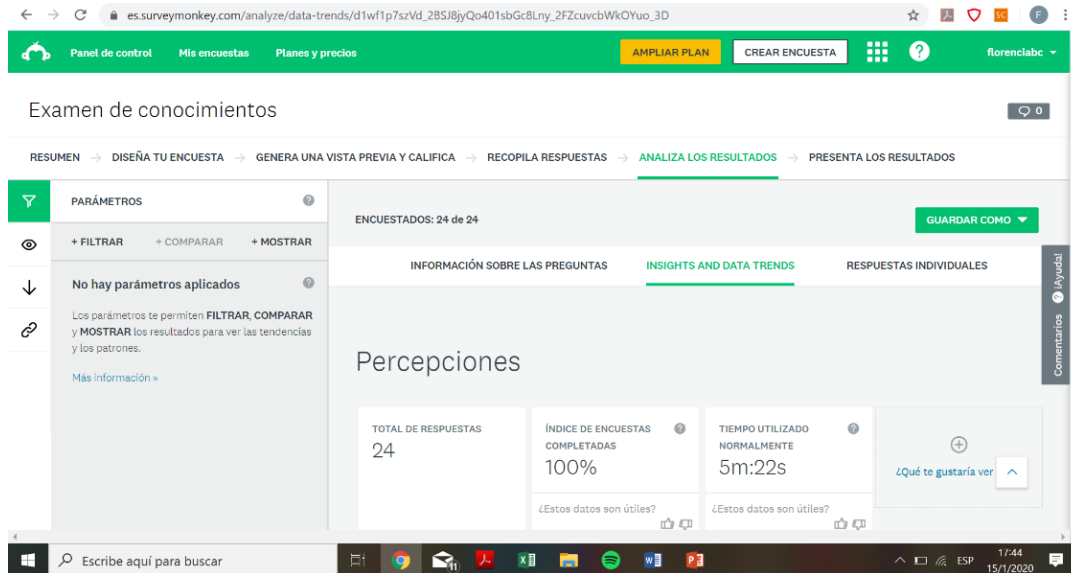 es.surveymonkey.com/analyze/data-trends/d1wf1p7szVd_2BSJ8jyQo401sbGc8Lny_2FZcuvcbWkOYuo_3D
SC
F
Panel de control Mis encuestas Planes y precios AMPLIAR PLAN CREAR ENCUESTA ? florenciabc
Examen de conocimientos
0
RESUMEN → DISEÑA TU ENCUESTA → GENERA UNA VISTA PREVIA Y CALIFICA → RECOPILA RESPUESTAS → ANALIZA LOS RESULTADOS → PRESENTA LOS RESULTADOS
PARÁMETROS ?
+ FILTRAR + COMPARAR + MOSTRAR
No hay parámetros aplicados ?
Los parámetros te permiten FILTRAR, COMPARAR
y MOSTRAR los resultados para ver las tendencias
y los patrones.
Más información »
ENCUESTADOS: 24 de 24
GUARDAR COMO
INFORMACIÓN SOBRE LAS PREGUNTAS INSIGHTS AND DATA TRENDS RESPUESTAS INDIVIDUALES
Percepciones
TOTAL DE RESPUESTAS
24
ÍNDICE DE ENCUESTAS ?
COMPLETADAS
100%
¿Estos datos son útiles?
TIEMPO UTILIZADO ?
NORMALMENTE
5m:22s
¿Estos datos son útiles?
¿Qué te gustaría ver
? ¡Ayuda!
Comentarios
Escribe aquí para buscar
11
ESP
17:44
15/1/2020